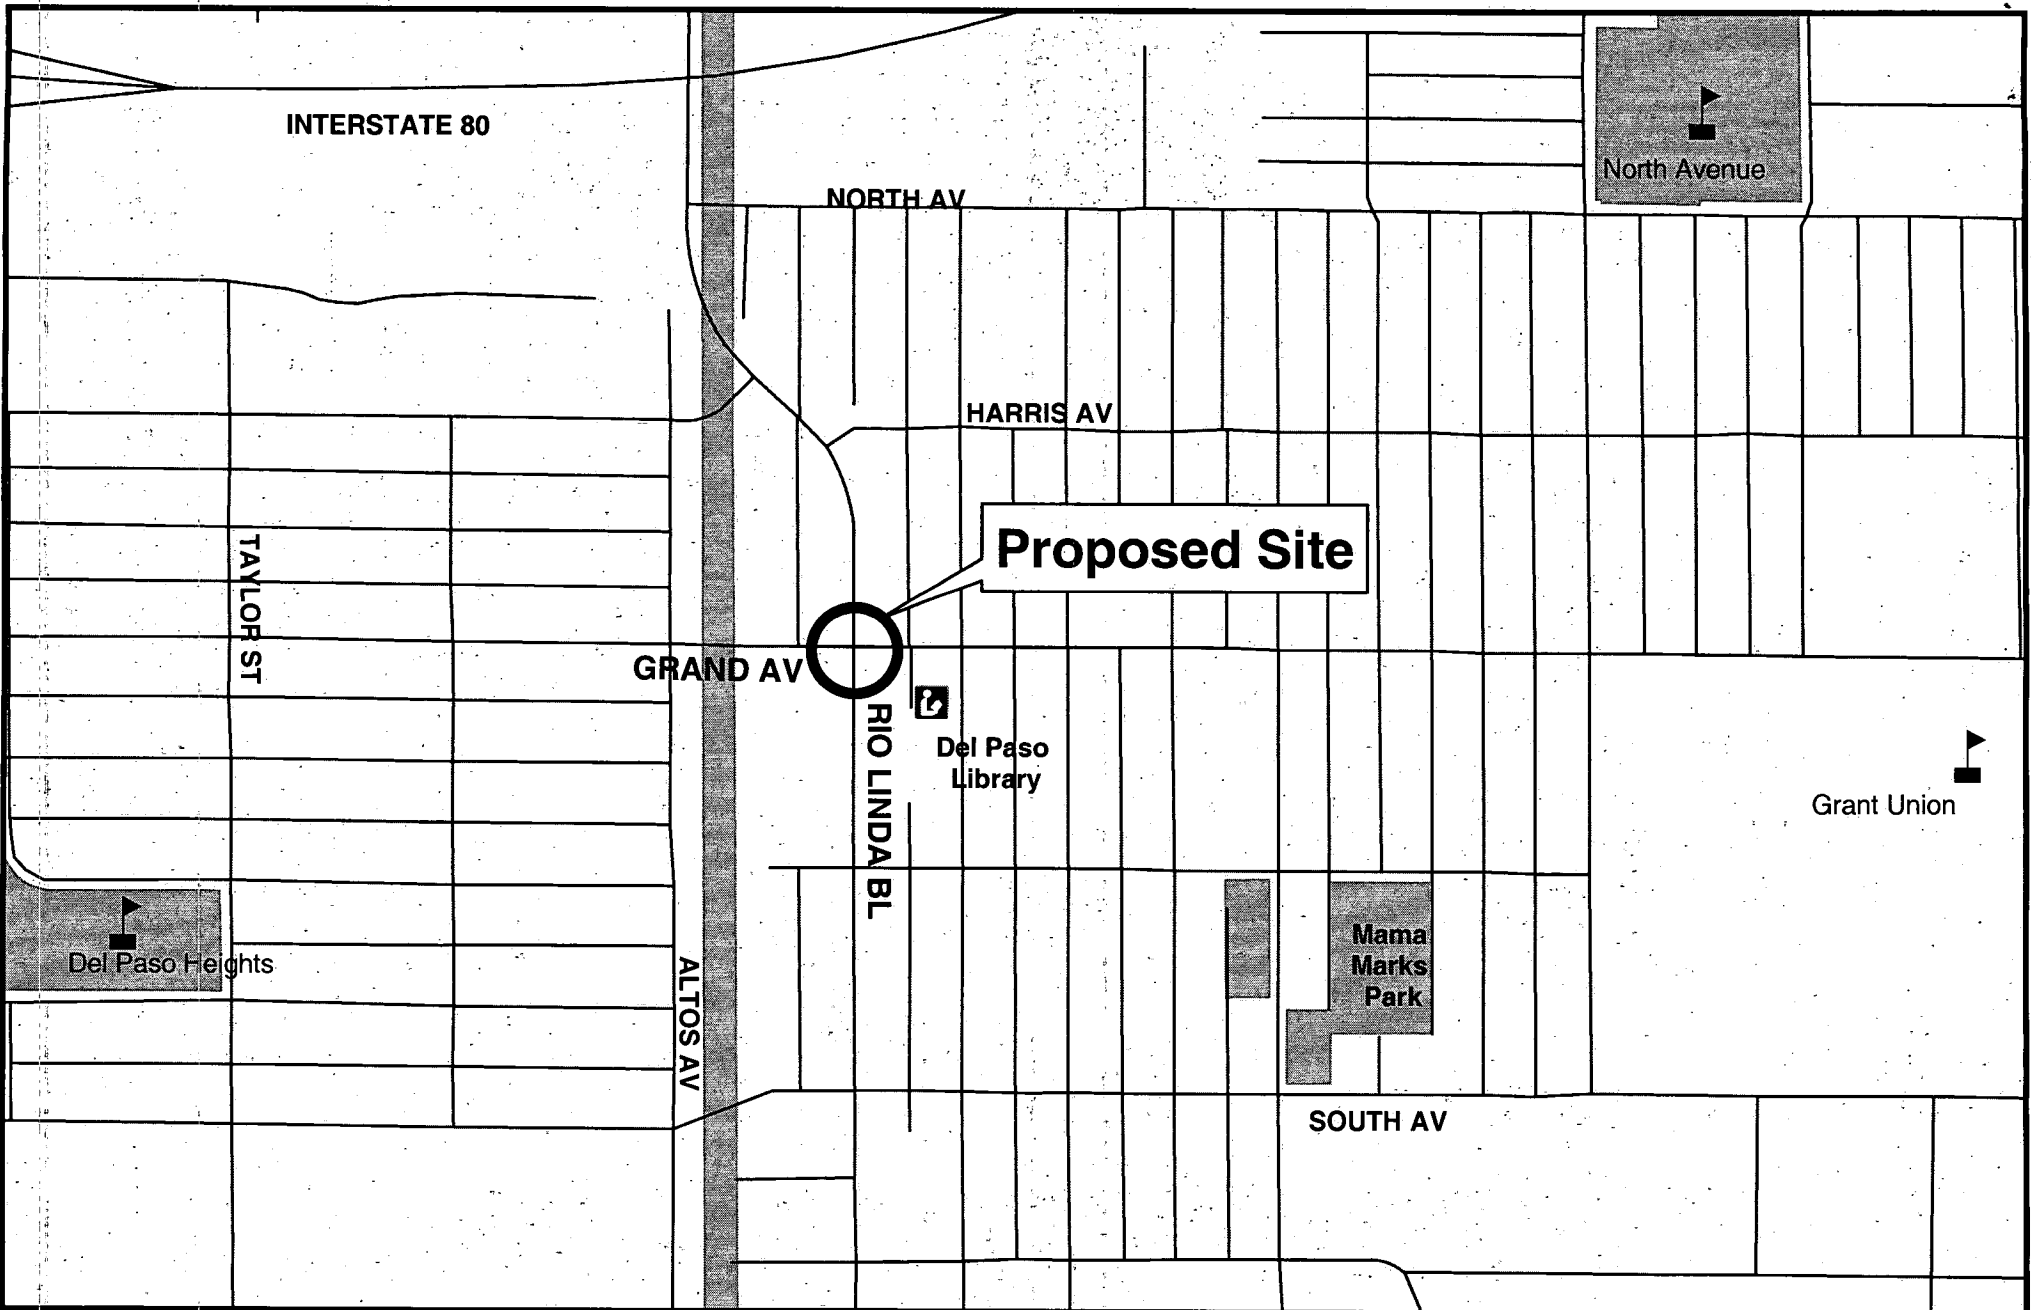 INTERSTATE 80
North Avenue
NORTH AV
HARRIS AV
Proposed Site
TAYLOR ST
GRAND AV
RIO LINDA BL
Del Paso
Library
Grant Union
Mama
Marks
Park
Del Paso Heights
ALTOS AV
SOUTH AV